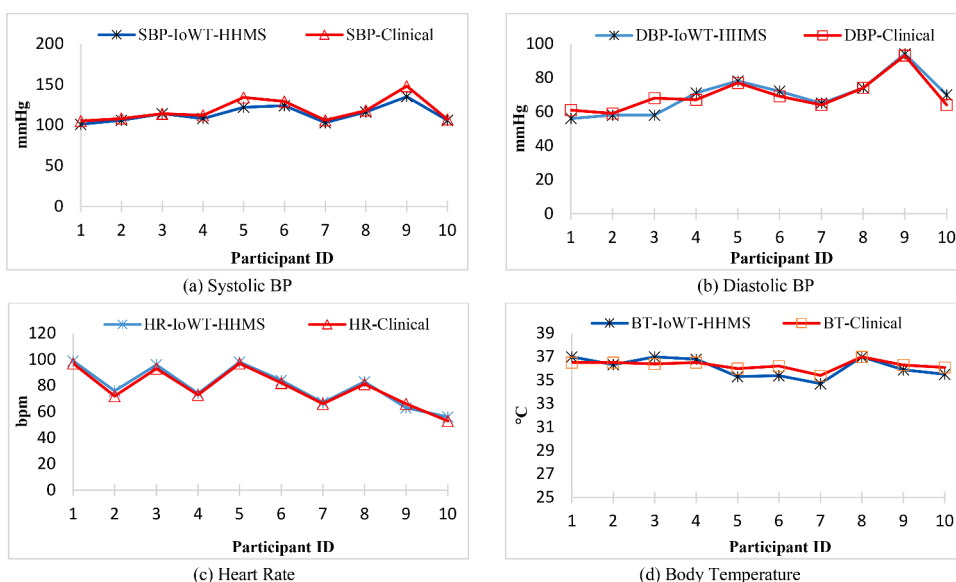 SBP-IoWT-HHMS SBP-Clinical
200
150
100
50
0
mmHg
1 2 3 4 5 6 7 8 9 10
Participant ID
(a) Systolic BP
DBP-IoWT-HHMS DBP-Clinical
100
80
60
40
20
0
mmHg
1 2 3 4 5 6 7 8 9 10
Participant ID
(b) Diastolic BP
HR-IoWT-HHMS HR-Clinical
120
100
80
60
40
20
0
bpm
1 2 3 4 5 6 7 8 9 10
Participant ID
(c) Heart Rate
BT-IoWT-HHMS BT-Clinical
39
37
35
33
31
29
27
25
°C
1 2 3 4 5 6 7 8 9 10
Participant ID
(d) Body Temperature